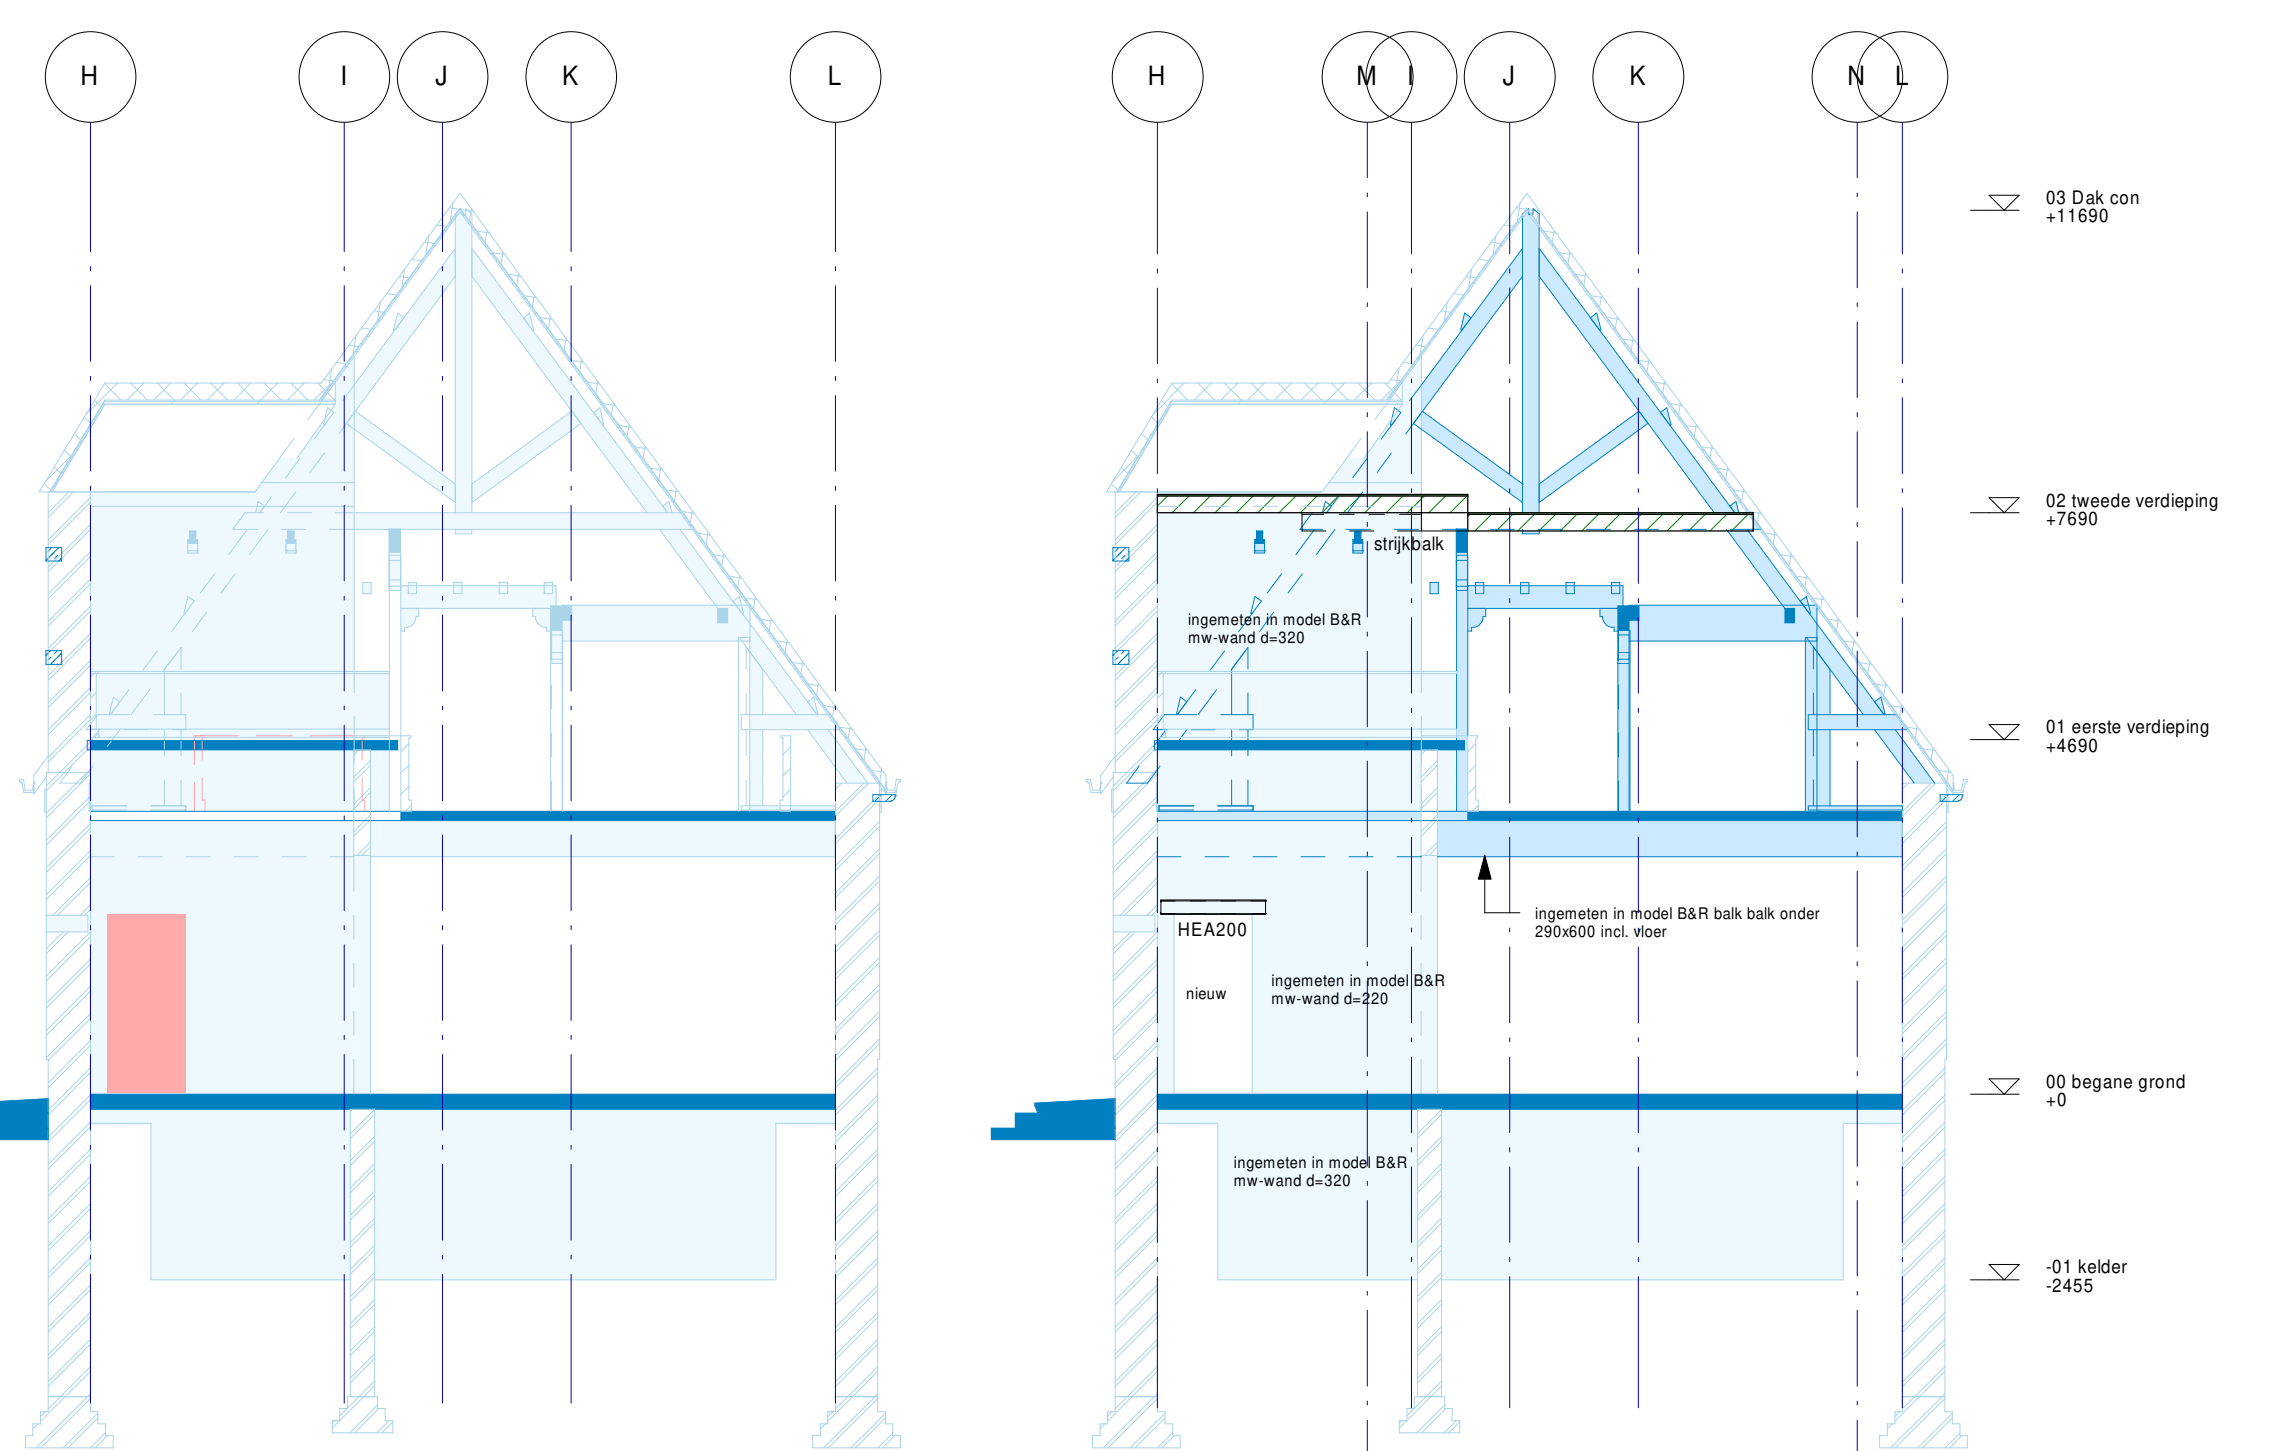 H
I
J
K
L
H
M
I
J
K
N
L
03 Dak con
+11690
02 tweede verdieping
+7690
strijkbalk
ingemeten in model B&R
mw-wand d=320
01 eerste verdieping
+4690
ingemeten in model B&R balk balk onder
290x600 incl. vloer
HEA200
nieuw
ingemeten in model B&R
mw-wand d=220
00 begane grond
+0
ingemeten in model B&R
mw-wand d=320
-01 kelder
-2455